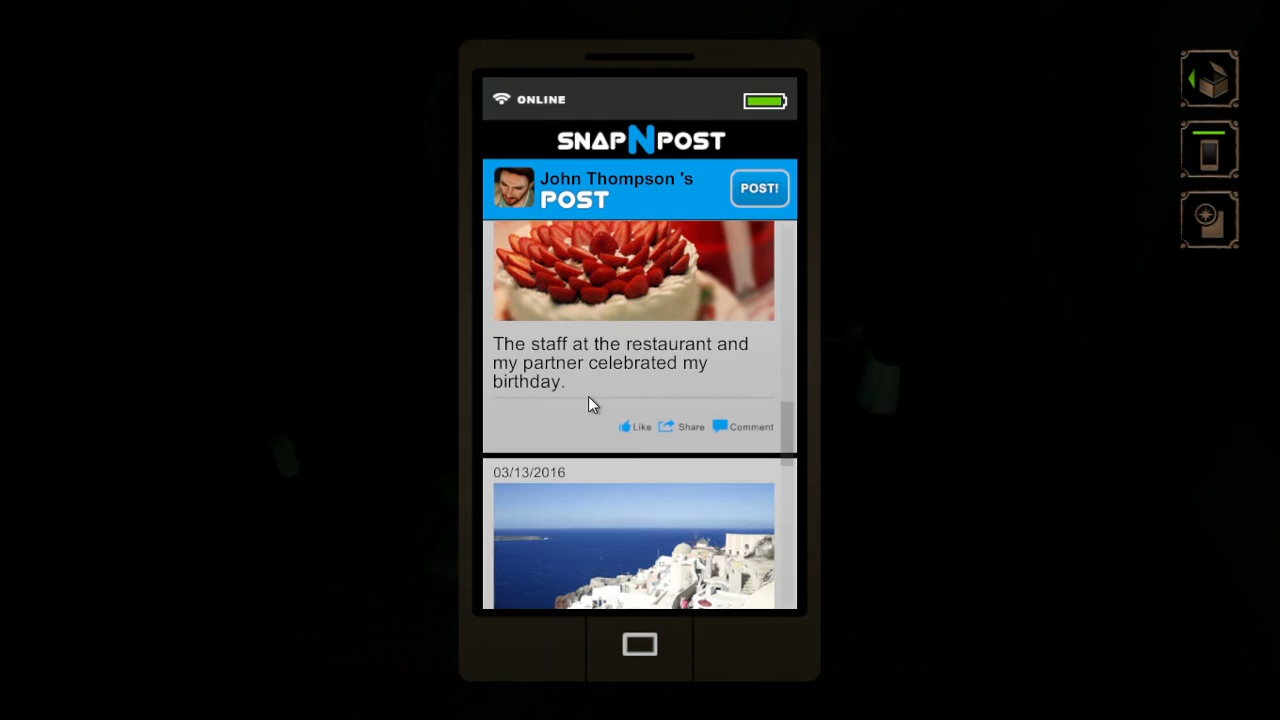 ONLINE
SNAPNPOST
John Thompson 's
POST
POST!
The staff at the restaurant and
my partner celebrated my
birthday.
Like Share Comment
03/13/2016